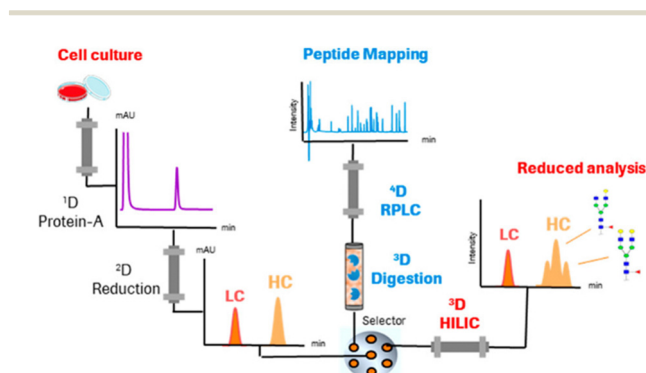 Cell culture
Peptide Mapping
mAU
Intensity
min
¹D
Protein-A
min
⁴D
RPLC
Reduced analysis
Intensity
LC
HC
min
²D
Reduction
mAU
LC
HC
min
³D
Digestion
Selector
³D
HILIC